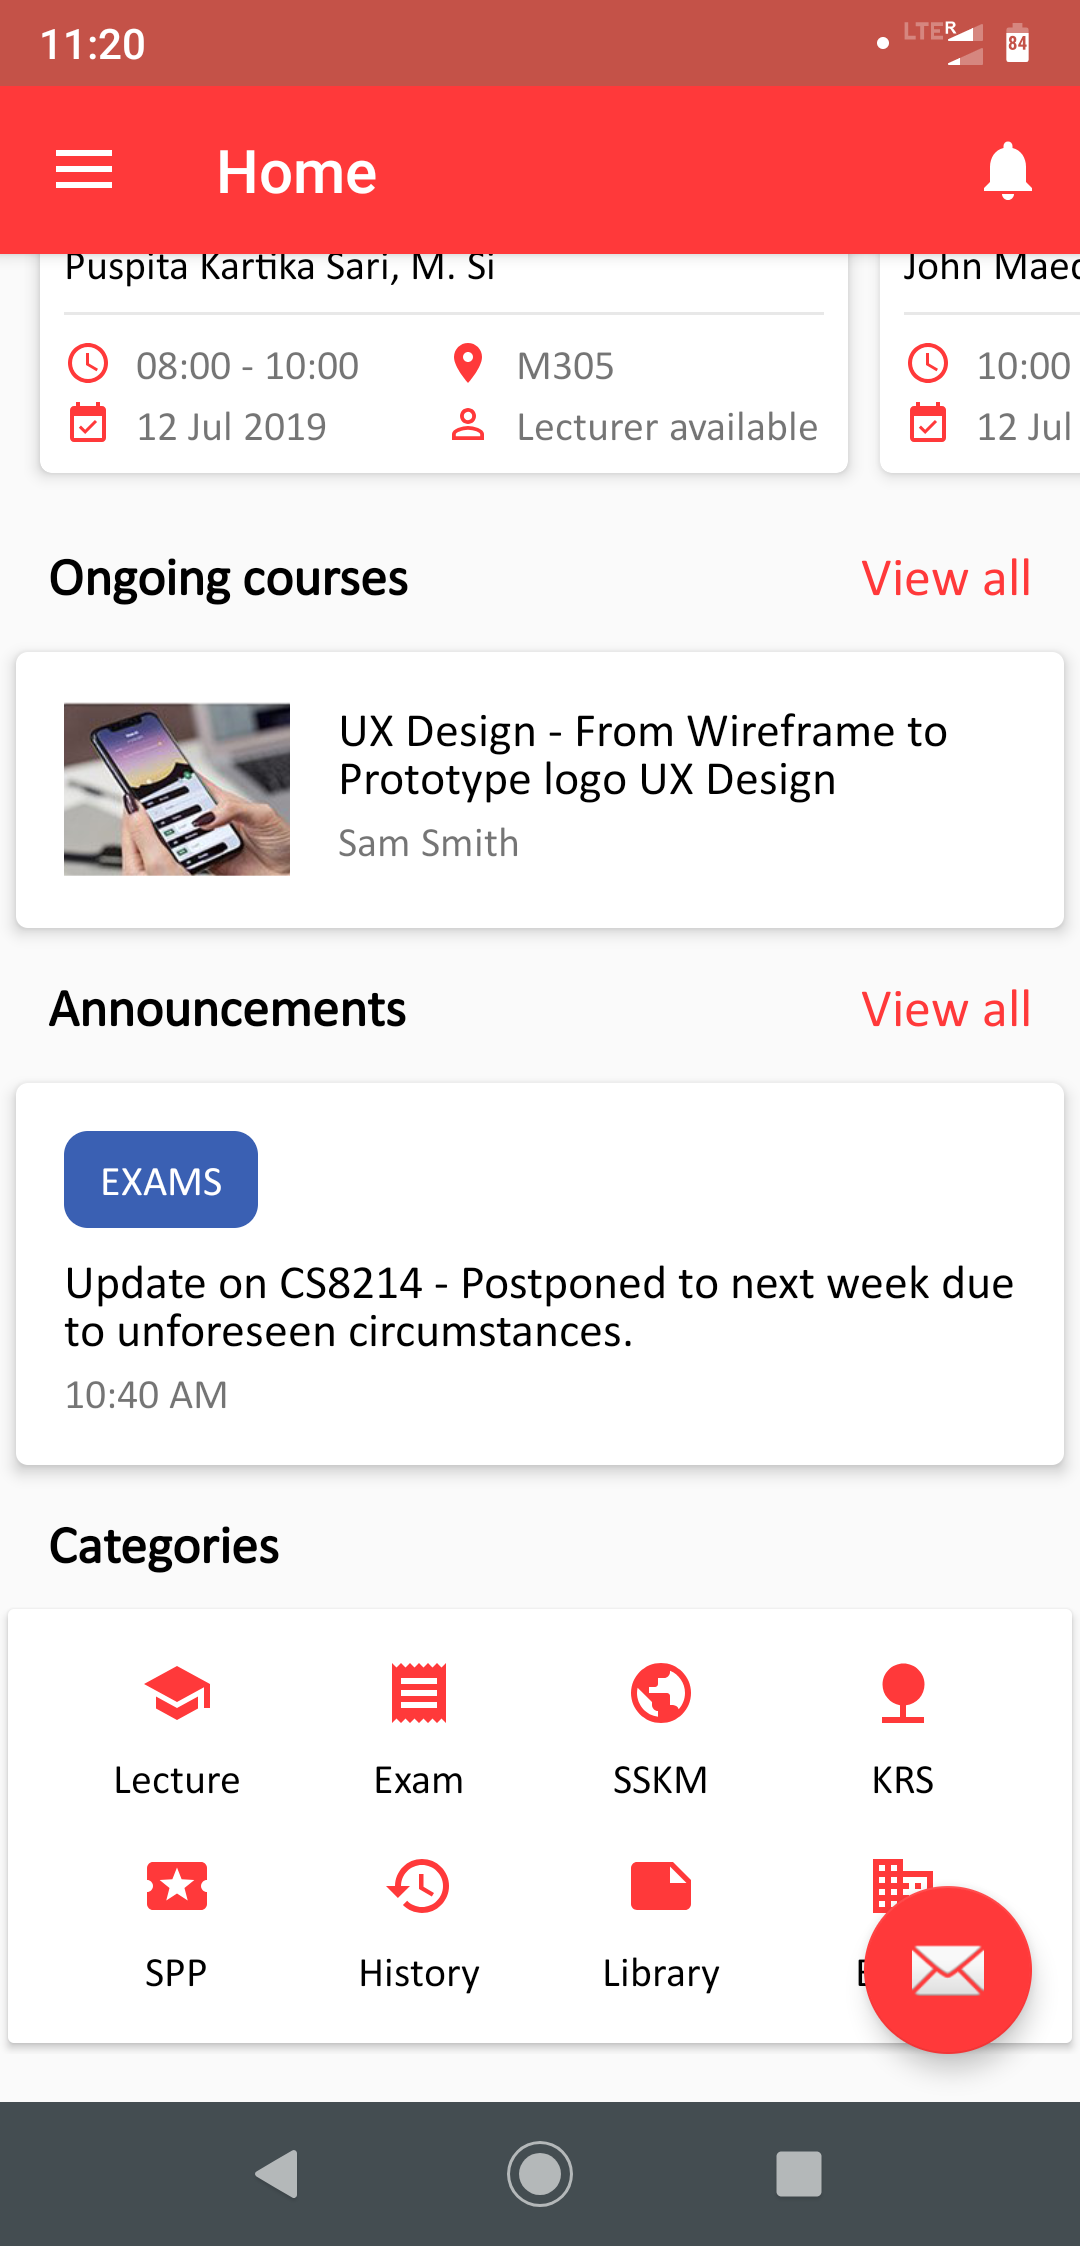 11:20
LTE R
84
Home
Puspita Kartika Sari, M. Si
08:00 - 10:00
M305
12 Jul 2019
Lecturer available
John
10:00
12 Jul
Ongoing courses
View all
UX Design - From Wireframe to
Prototype logo UX Design
Sam Smith
Announcements
View all
EXAMS
Update on CS8214 - Postponed to next week due
to unforeseen circumstances.
10:40 AM
Categories
Lecture
Exam
SSKM
KRS
SPP
History
Library